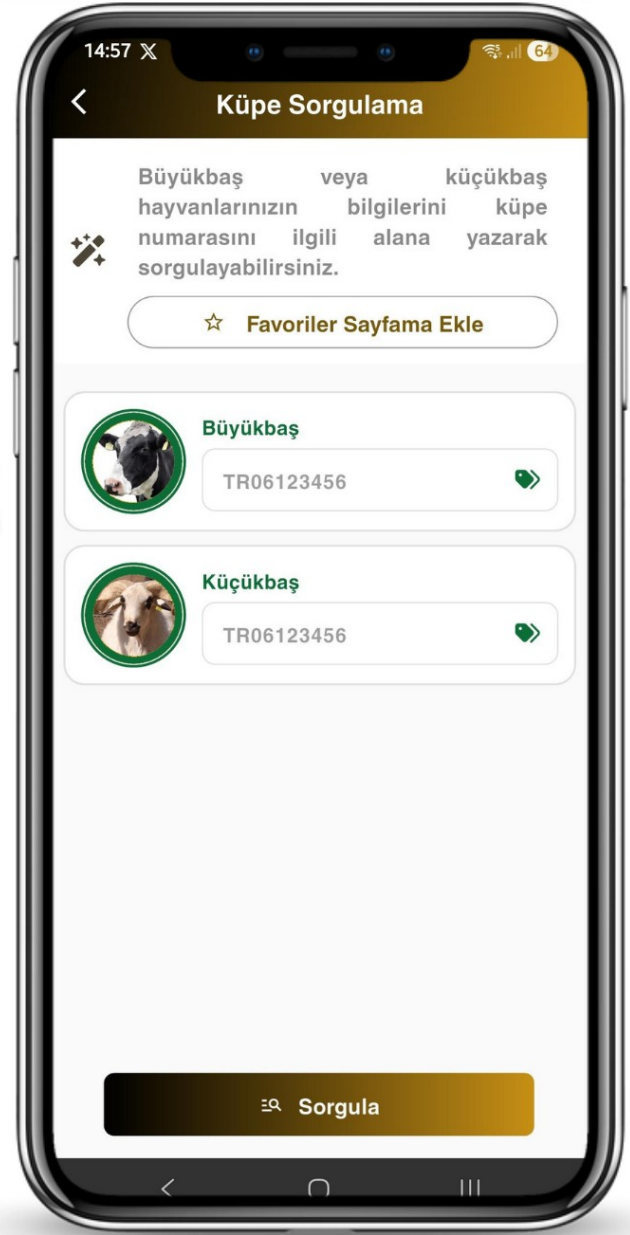 14:57 X 64
Küpe Sorgulama
Büyükbaş veya küçükbaş
hayvanlarınızın bilgilerini küpe
numarasını ilgili alana yazarak
sorgulayabilirsiniz.
Favoriler Sayfama Ekle
Büyükbaş
TR06123456
Küçükbaş
TR06123456
Sorgula